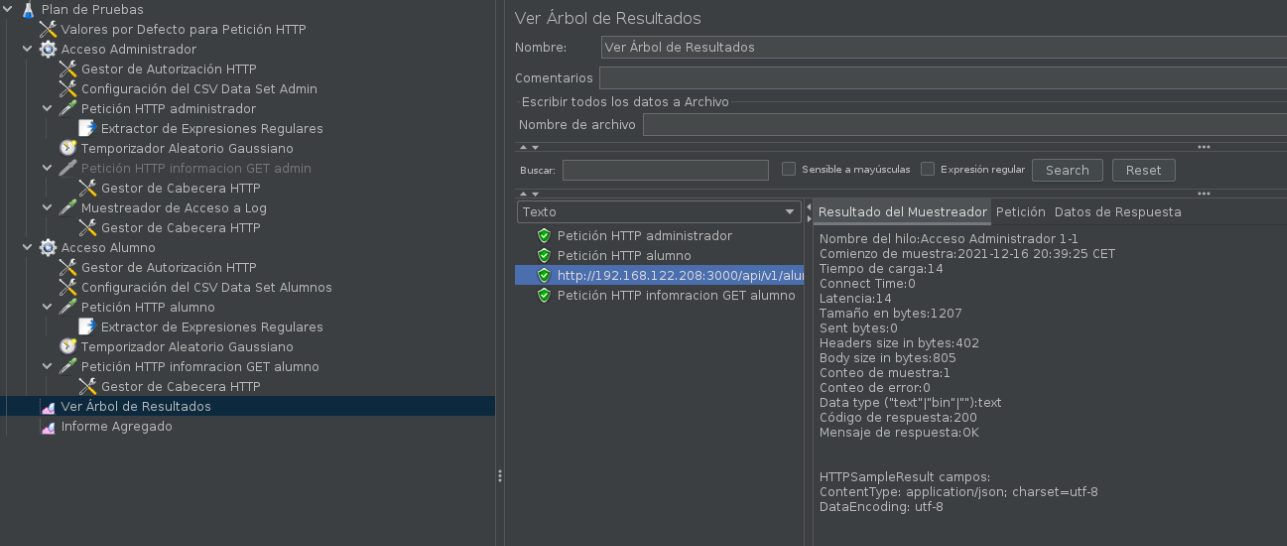 Plan de Pruebas
Valores por Defecto para Petición HTTP
Acceso Administrador
Gestor de Autorización HTTP
Configuración del CSV Data Set Admin
Petición HTTP administrador
Extractor de Expresiones Regulares
Temporizador Aleatorio Gaussiano
Petición HTTP informacion GET admin
Gestor de Cabecera HTTP
Muestreador de Acceso a Log
Gestor de Cabecera HTTP
Acceso Alumno
Gestor de Autorización HTTP
Configuración del CSV Data Set Alumnos
Petición HTTP alumno
Extractor de Expresiones Regulares
Temporizador Aleatorio Gaussiano
Petición HTTP infomracion GET alumno
Gestor de Cabecera HTTP
Ver Árbol de Resultados
Informe Agregado
Ver Árbol de Resultados
Nombre: Ver Árbol de Resultados
Comentarios
Escribir todos los datos a Archivo
Nombre de archivo
Buscar: Sensible a mayúsculas Expresión regular Search Reset
Texto
Petición HTTP administrador
Petición HTTP alumno
http://192.168.122.208:3000/api/v1/alu
Petición HTTP infomracion GET alumno
Resultado del Muestreador Petición Datos de Respuesta
Nombre del hilo:Acceso Administrador 1-1
Comienzo de muestra:2021-12-16 20:39:25 CET
Tiempo de carga:14
Connect Time:0
Latencia:14
Tamaño en bytes:1207
Sent bytes:0
Headers size in bytes:402
Body size in bytes:805
Conteo de muestra:1
Conteo de error:0
Data type ("text"|"bin"|""):text
Código de respuesta:200
Mensaje de respuesta:OK
HTTPSampleResult campos:
ContentType: application/json; charset=utf-8
DataEncoding: utf-8